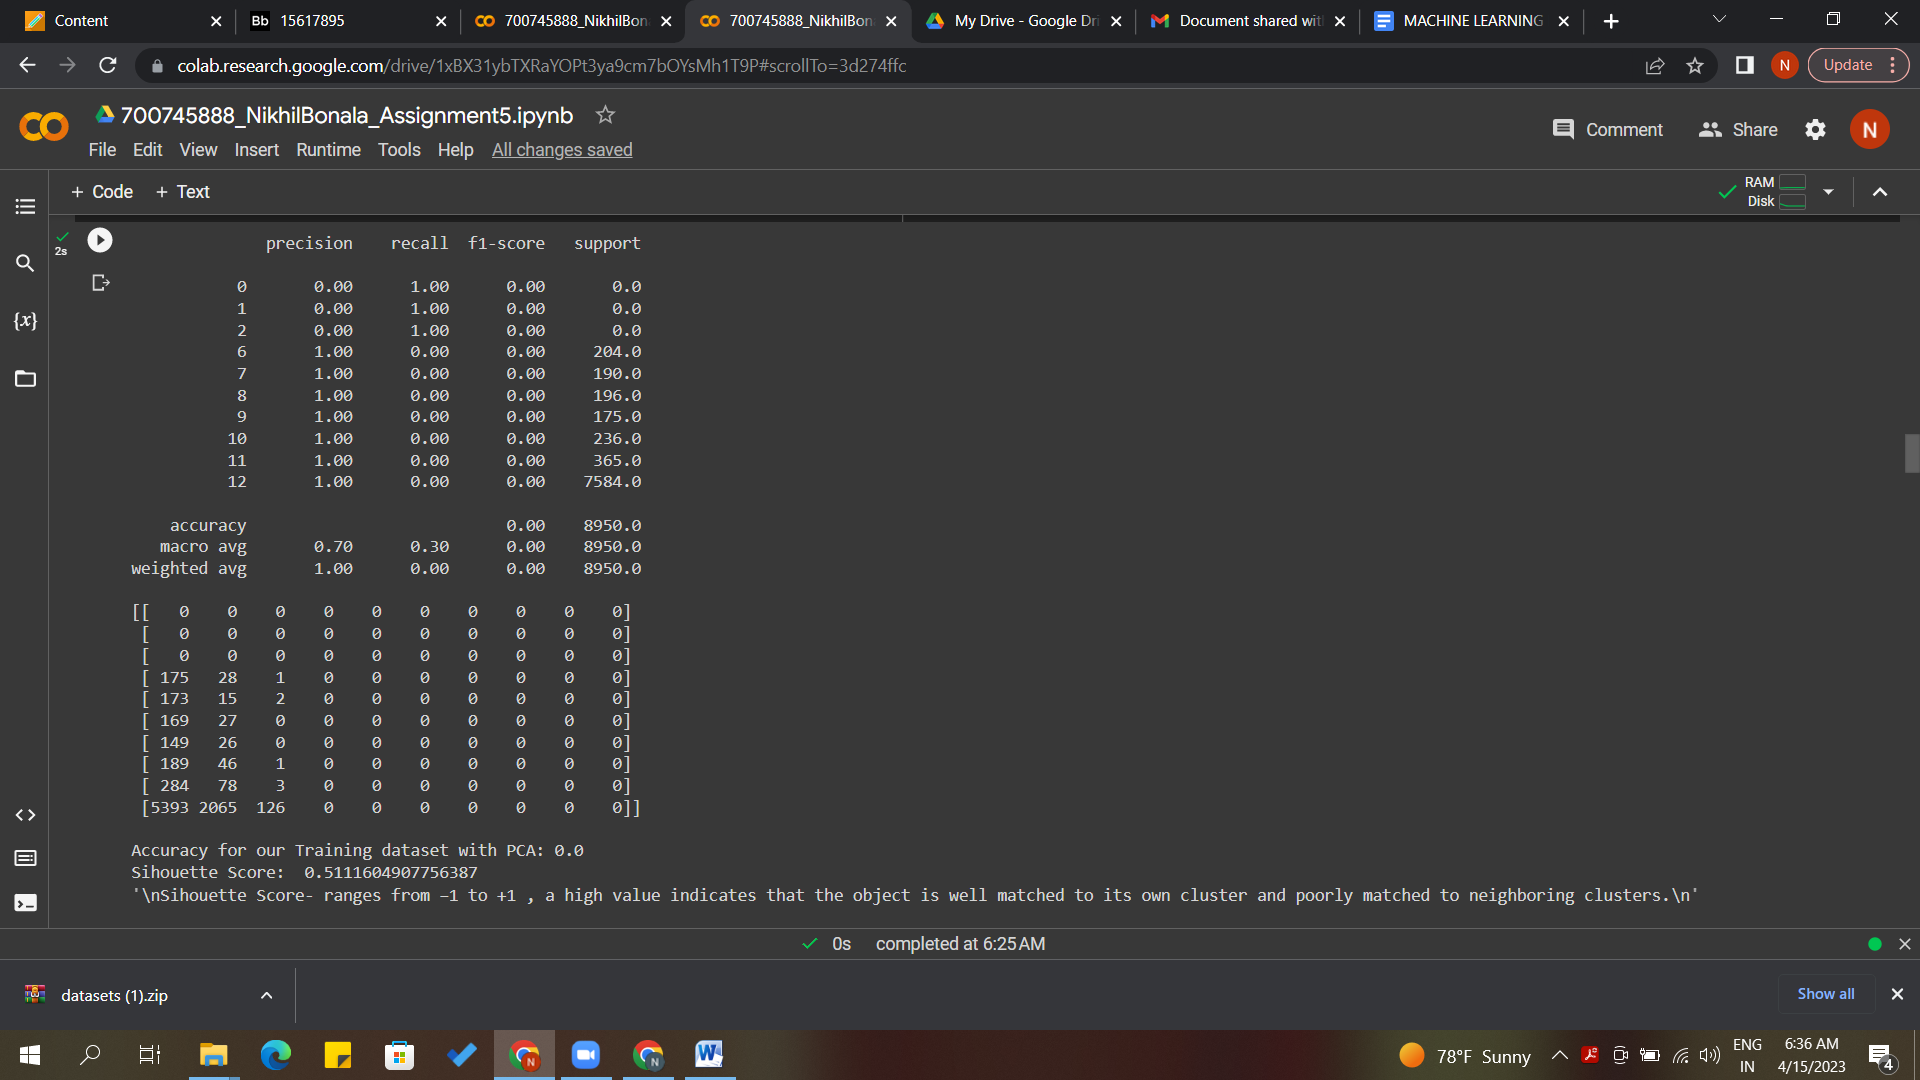 Content
15617895
700745888_NikhilBon
700745888_NikhilBon
My Drive - Google Dri
Document shared wit
MACHINE LEARNING
colab.research.google.com/drive/1xBX31ybTXRaYOPt3ya9cm7bOYsMh1T9P#scrollTo=3d274ffc
N
Update
700745888_NikhilBonala_Assignment5.ipynb
Comment
Share
N
File Edit View Insert Runtime Tools Help All changes saved
+ Code + Text
RAM
Disk
2s
precision recall f1-score support
0 0.00 1.00 0.00 0.0
1 0.00 1.00 0.00 0.0
2 0.00 1.00 0.00 0.0
6 1.00 0.00 0.00 204.0
7 1.00 0.00 0.00 190.0
8 1.00 0.00 0.00 196.0
9 1.00 0.00 0.00 175.0
10 1.00 0.00 0.00 236.0
11 1.00 0.00 0.00 365.0
12 1.00 0.00 0.00 7584.0
accuracy 0.00 8950.0
macro avg 0.70 0.30 0.00 8950.0
weighted avg 1.00 0.00 0.00 8950.0
[[ 0 0 0 0 0 0 0 0 0 0]
[ 0 0 0 0 0 0 0 0 0 0]
[ 0 0 0 0 0 0 0 0 0 0]
[ 175 28 1 0 0 0 0 0 0 0]
[ 173 15 2 0 0 0 0 0 0 0]
[ 169 27 0 0 0 0 0 0 0 0]
[ 149 26 0 0 0 0 0 0 0 0]
[ 189 46 1 0 0 0 0 0 0 0]
[ 284 78 3 0 0 0 0 0 0 0]
[5393 2065 126 0 0 0 0 0 0 0]]
Accuracy for our Training dataset with PCA: 0.0
Sihouette Score: 0.5111604907756387
'\nSihouette Score- ranges from −1 to +1 , a high value indicates that the object is well matched to its own cluster and poorly matched to neighboring clusters.\n'
0s completed at 6:25 AM
datasets (1).zip
Show all
78°F Sunny
ENG
IN
6:36 AM
4/15/2023
4